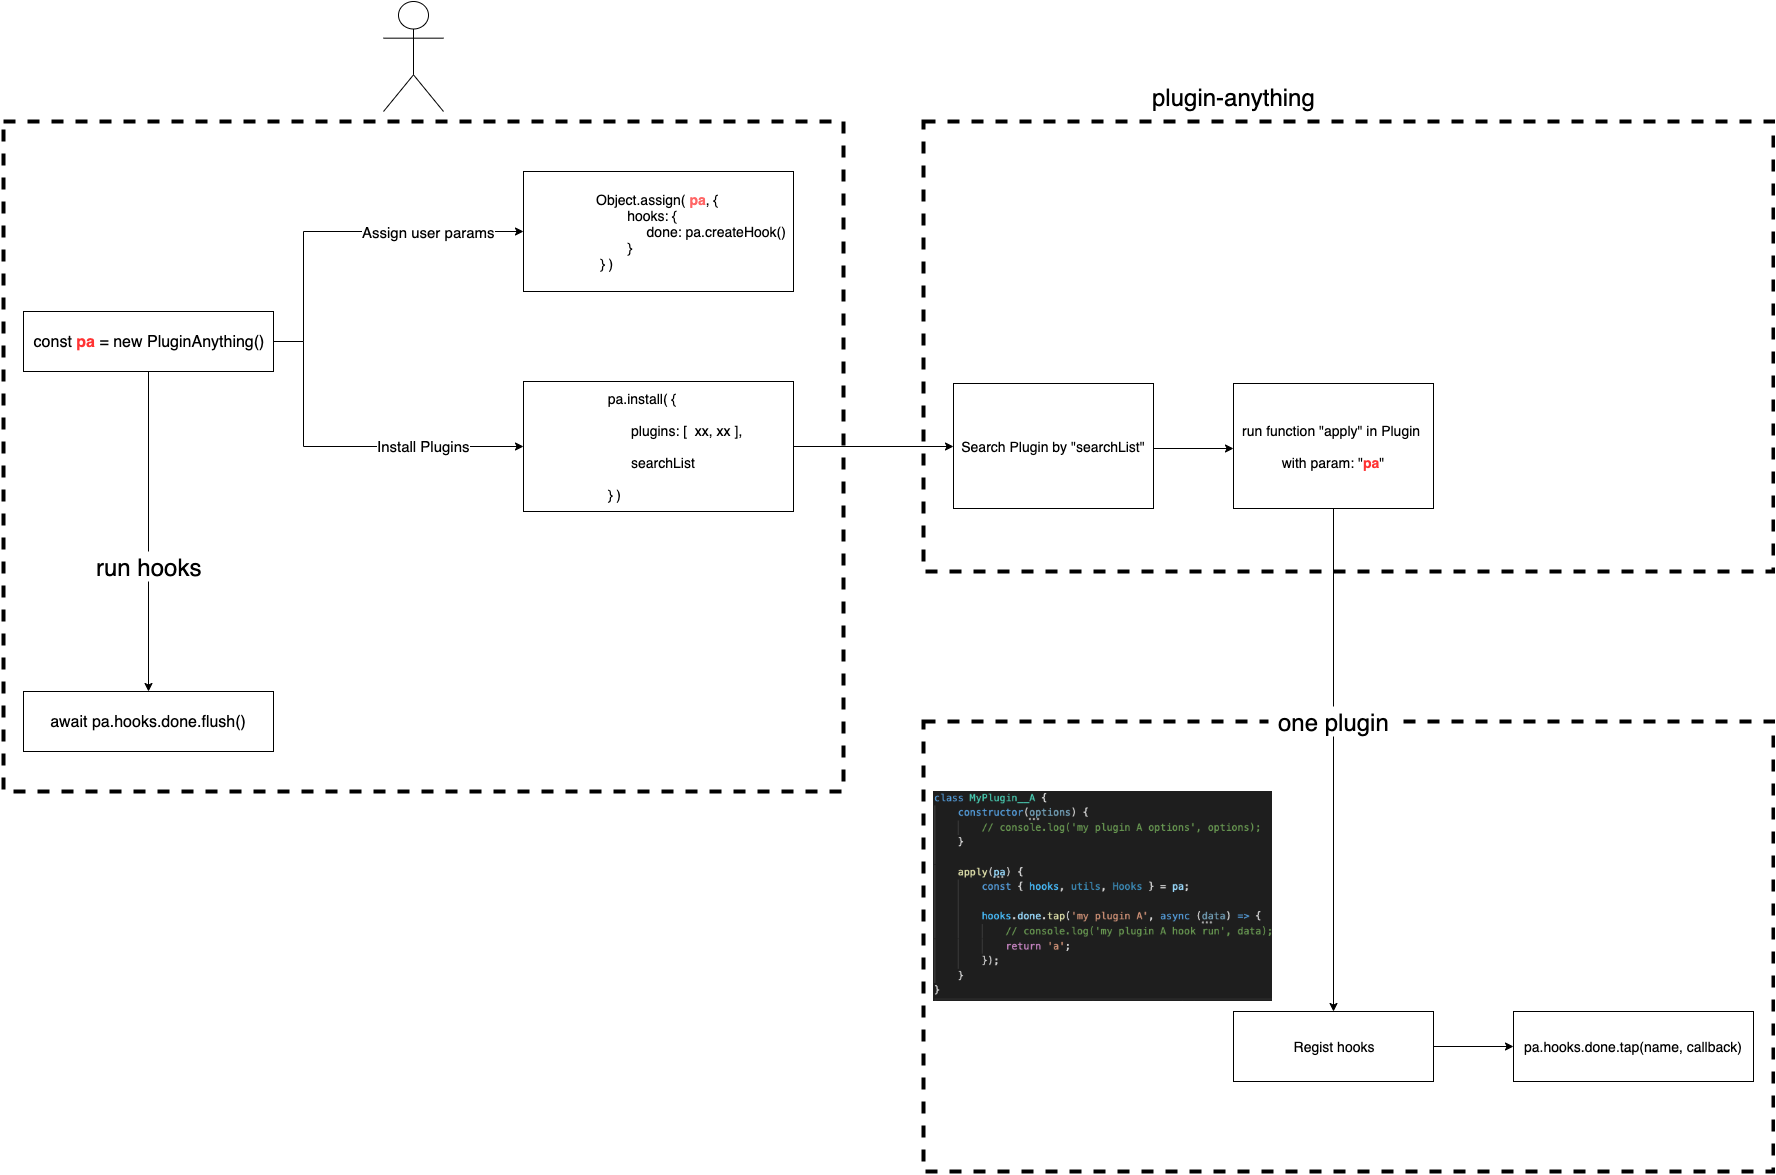 plugin-anything
Object.assign( pa, {
hooks: {
done: pa.createHook()
}
})
Assign user params
const pa = new PluginAnything()
pa.install( {
plugins: [ xx, xx ],
searchList
})
Install Plugins
Search Plugin by "searchList"
run function "apply" in Plugin
with param: "pa"
run hooks
await pa.hooks.done.flush()
one plugin
class MyPlugin__A {
constructor(options) {
// console.log('my plugin A options', options);
}
apply(pa) {
const { hooks, utils, Hooks } = pa;
hooks.done.tap('my plugin A', async (data) => {
// console.log('my plugin A hook run', data);
return 'a';
});
}
}
Regist hooks
pa.hooks.done.tap(name, callback)